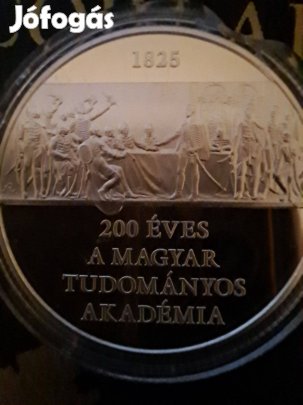 Jófogás
1825
200 ÉVES
A MAGYAR
TUDOMÁNYOS
AKADÉMIA